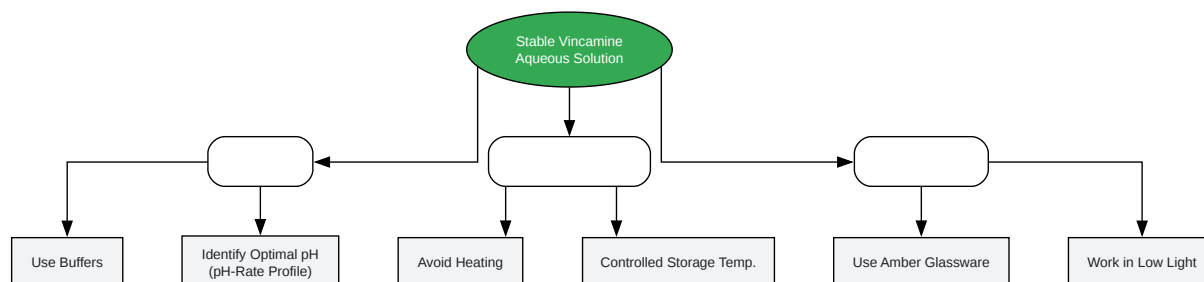 Stable Vincamine
Aqueous Solution
Use Buffers
Identify Optimal pH
(pH-Rate Profile)
Avoid Heating
Controlled Storage Temp.
Use Amber Glassware
Work in Low Light